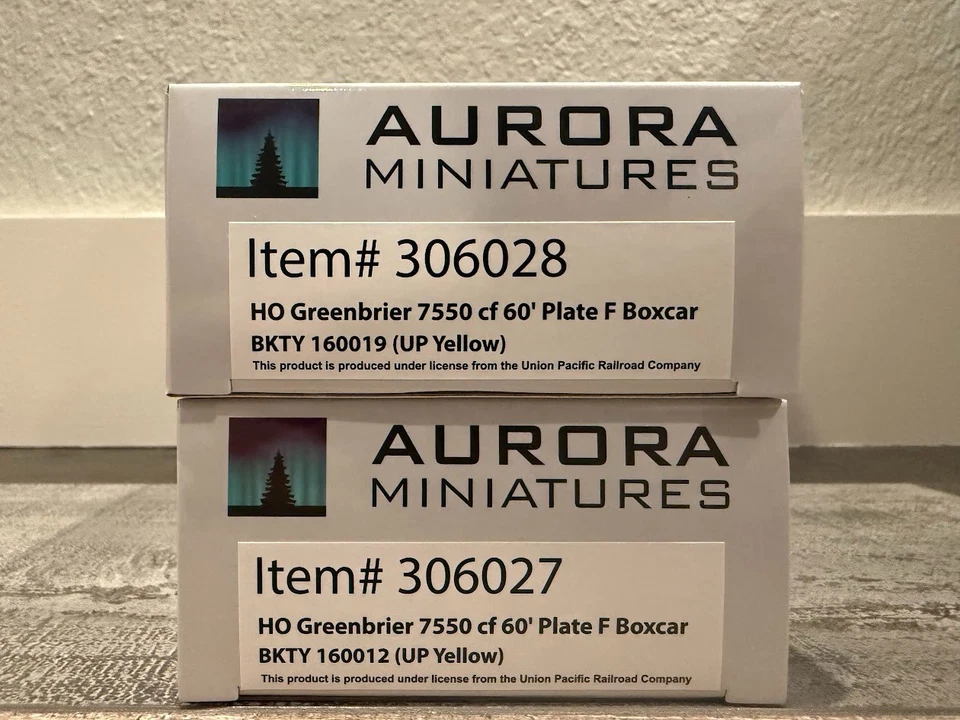 AURORA
MINIATURES
Item# 306028
HO Greenbrier 7550 cf 60' Plate F Boxcar
BKTY 160019 (UP Yellow)
This product is produced under license from the Union Pacific Railroad Company
AURORA
MINIATURES
Item# 306027
HO Greenbrier 7550 cf 60' Plate F Boxcar
BKTY 160012 (UP Yellow)
This product is produced under license from the Union Pacific Railroad Company